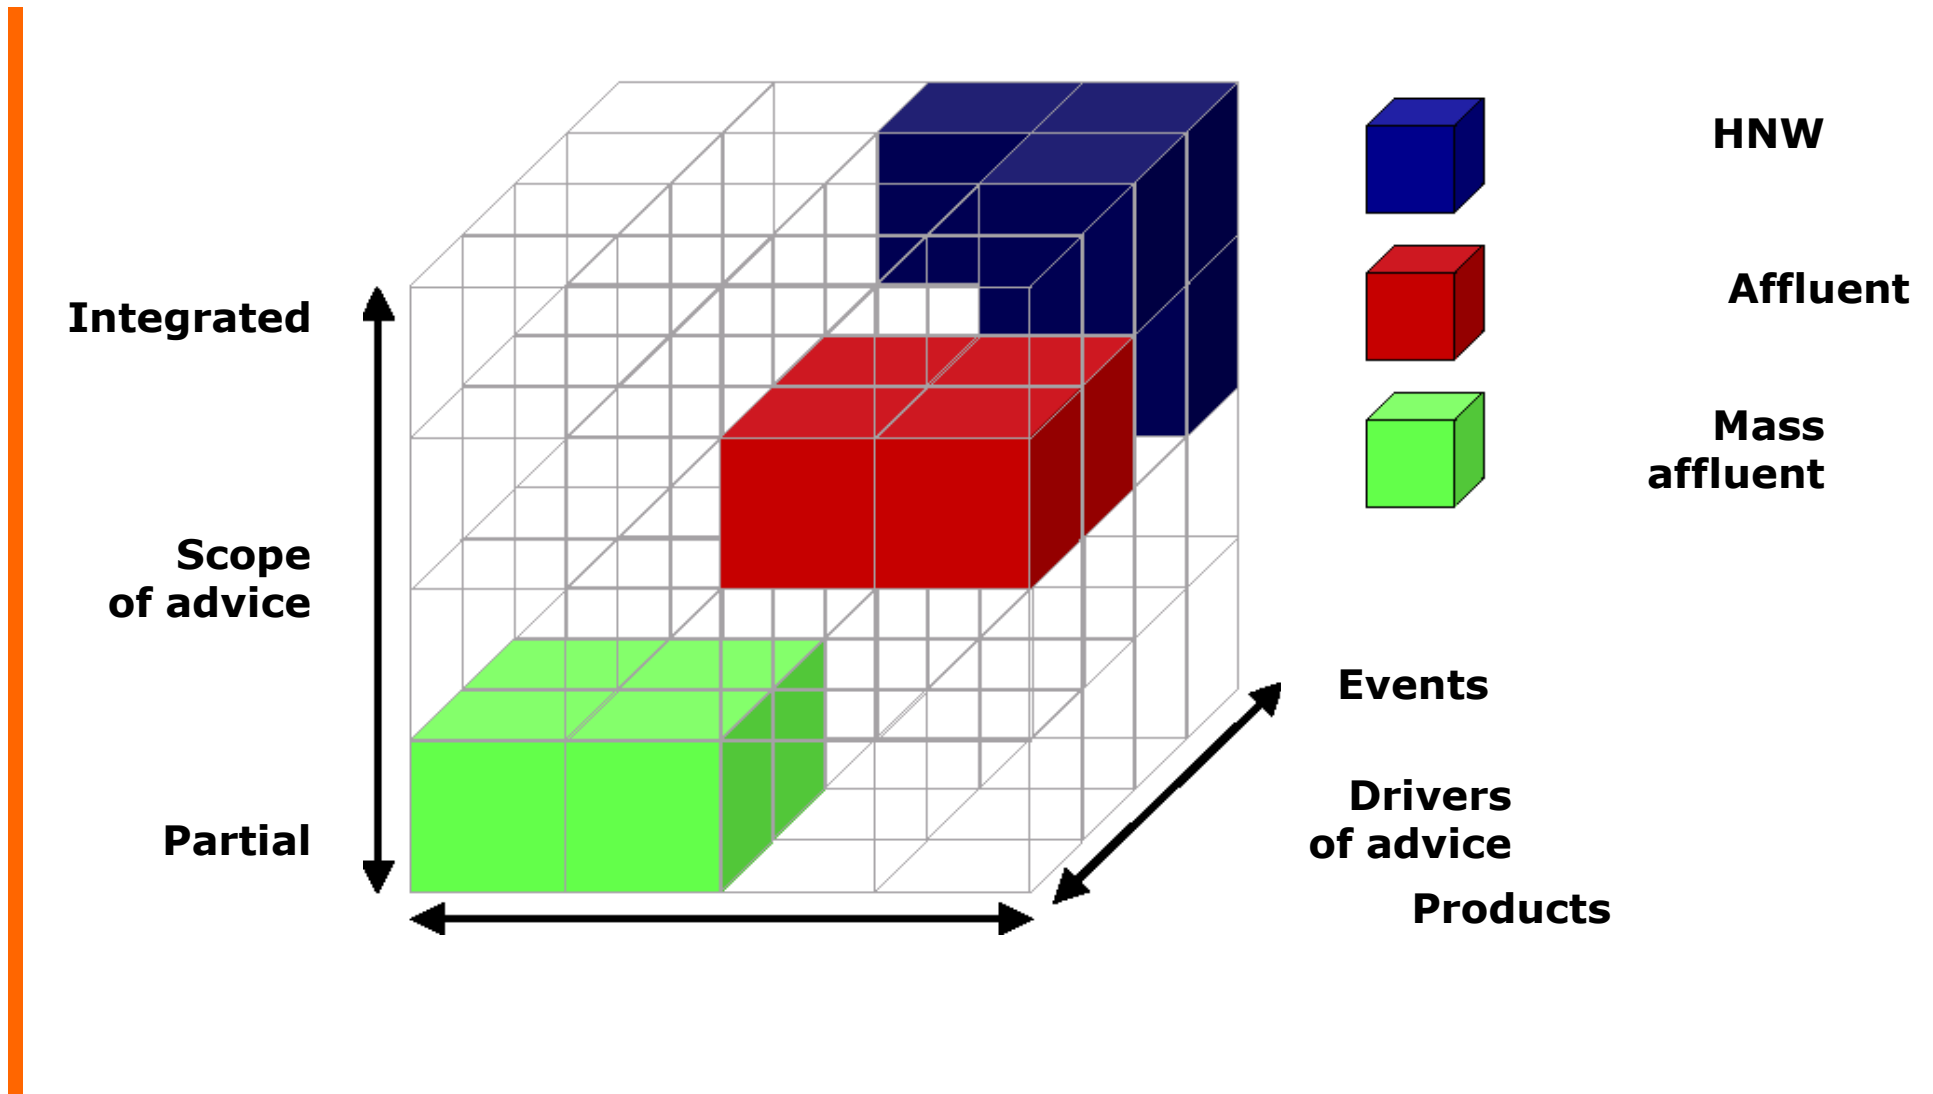 HNW
Affluent
Mass
affluent
Integrated
Scope
of advice
Partial
Events
Drivers
of advice
Products